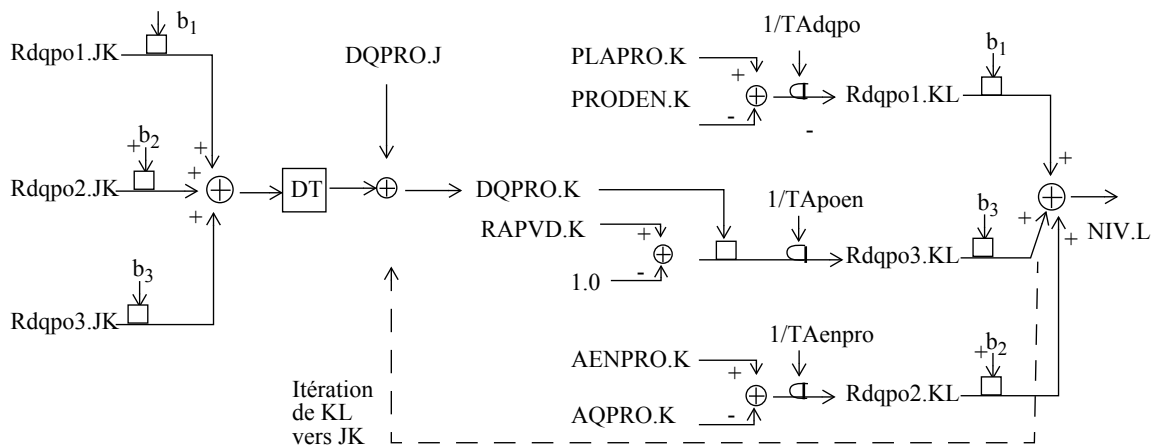 b1
Rdqpo1.JK
+
b2
+
Rdqpo2.JK
+
+
b3
Rdqpo3.JK
DT
DQPRO.J
DQPRO.K
1/TAdqpo
PLAPRO.K
+
PRODEN.K
-
-
Rdqpo1.KL
b1
+
RAPVD.K
+
1.0
-
1/TApoen
Rdqpo3.KL
b3
+
+
NIV.L
1/TAenpro
AENPRO.K
+
AQPRO.K
-
Rdqpo2.KL
b2
+
Itération
de KL
vers JK